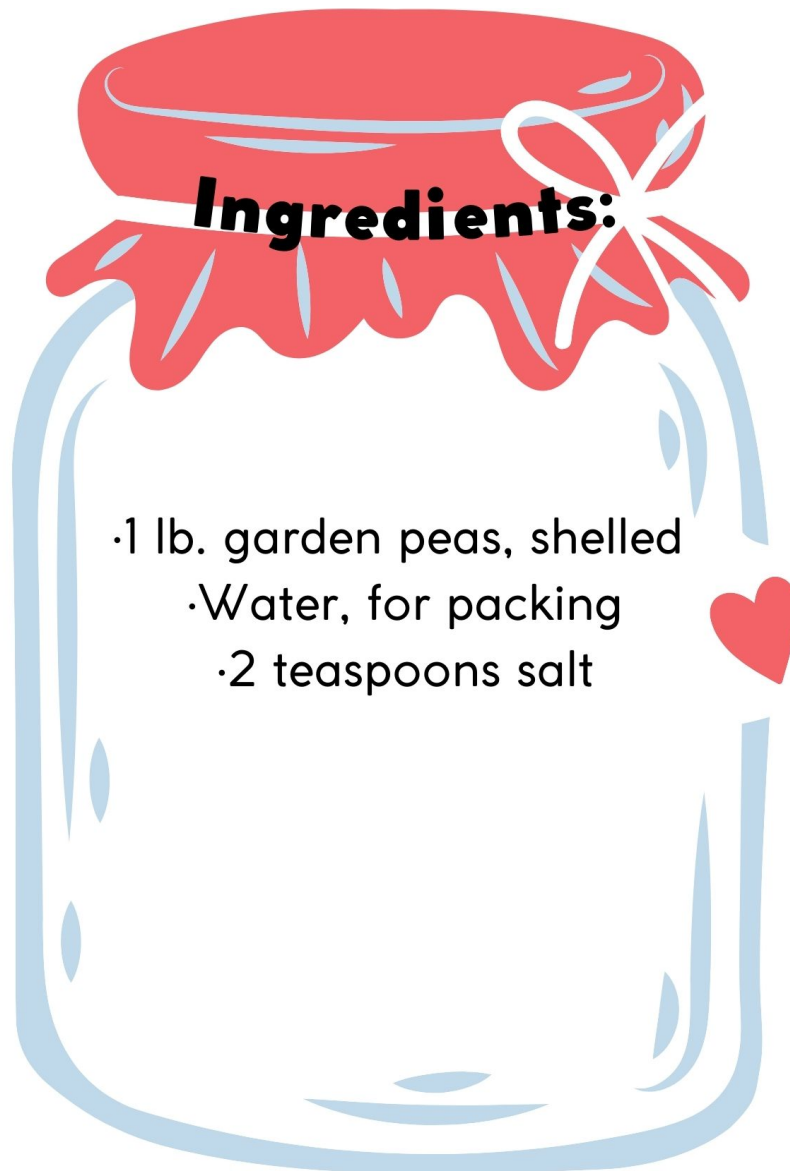 Ingredients:
·1 lb. garden peas, shelled
·Water, for packing
·2 teaspoons salt